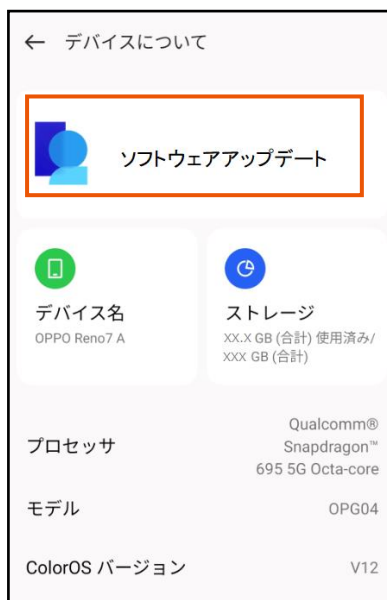 ← デバイスについて
ソフトウェアアップデート
デバイス名
OPPO Reno7 A
ストレージ
XX.X GB (合計) 使用済み/
XXX GB (合計)
プロセッサ
Qualcomm®
Snapdragon™
695 5G Octa-core
モデル
OPG04
ColorOS バージョン
V12